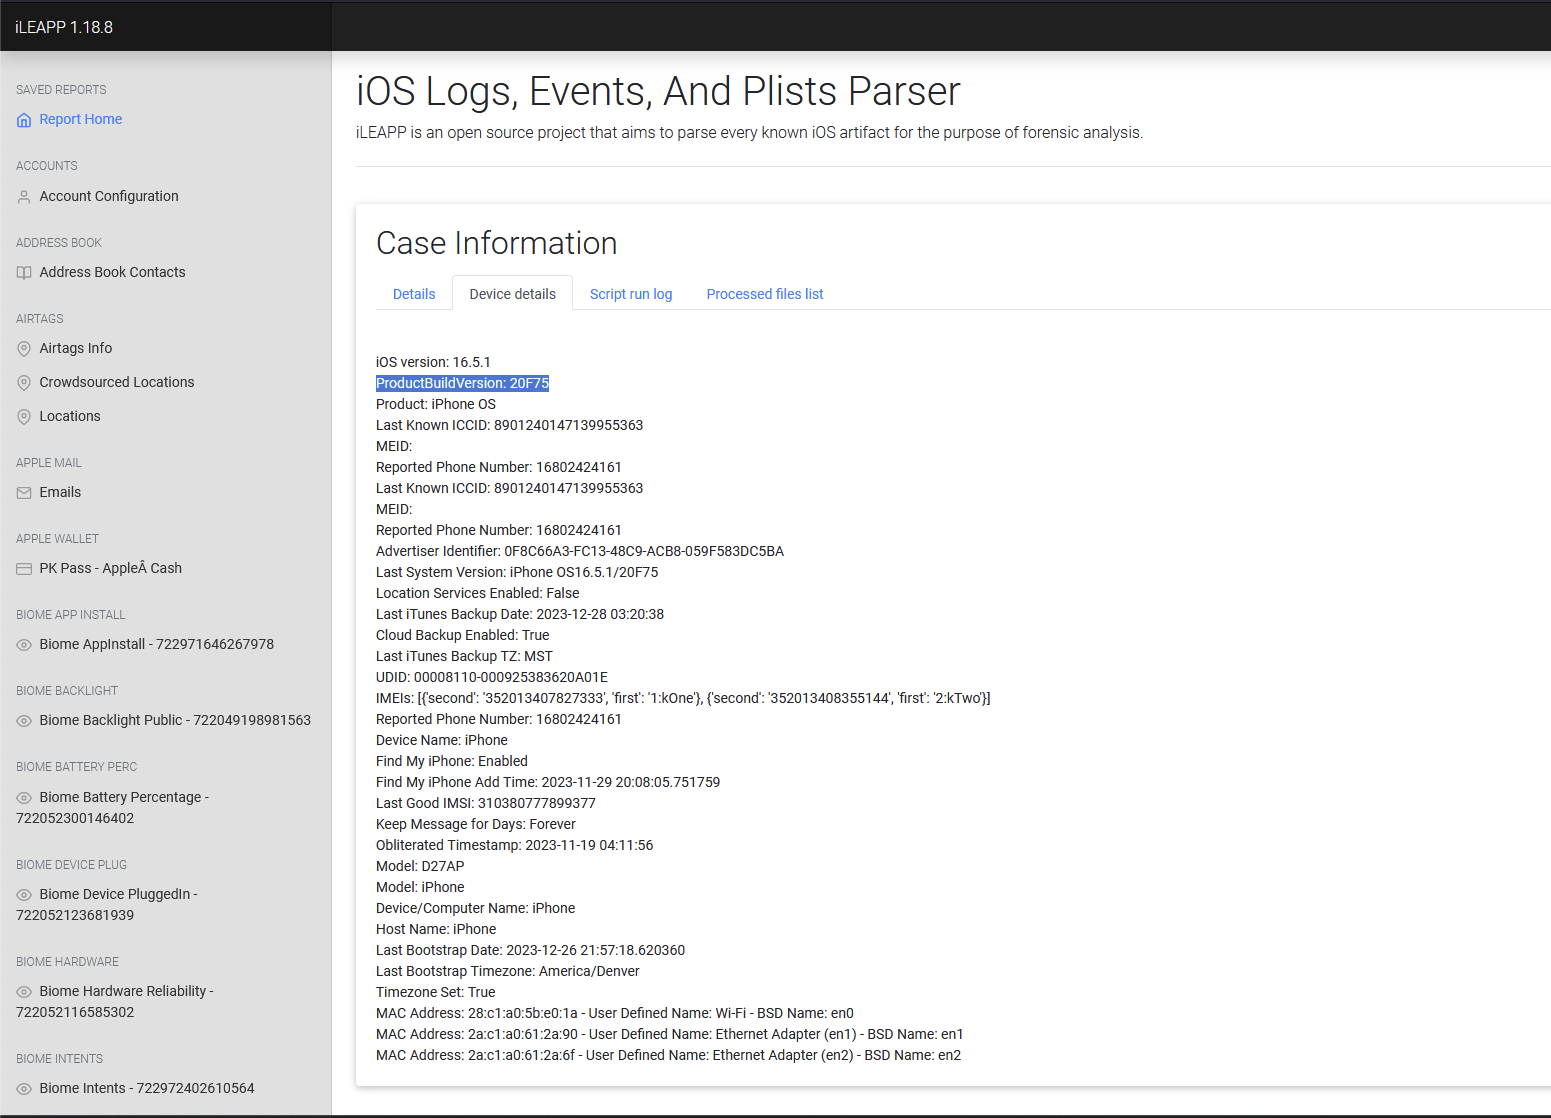 iLEAPP 1.18.8
SAVED REPORTS
Report Home
ACCOUNTS
Account Configuration
ADDRESS BOOK
Address Book Contacts
AIRTAGS
Airtags Info
Crowdsourced Locations
Locations
APPLE MAIL
Emails
APPLE WALLET
PK Pass - AppleÂ Cash
BIOME APP INSTALL
Biome AppInstall - 722971646267978
BIOME BACKLIGHT
Biome Backlight Public - 722049198981563
BIOME BATTERY PERC
Biome Battery Percentage -
722052300146402
BIOME DEVICE PLUG
Biome Device PluggedIn -
722052123681939
BIOME HARDWARE
Biome Hardware Reliability -
722052116585302
BIOME INTENTS
Biome Intents - 722972402610564
iOS Logs, Events, And Plists Parser
iLEAPP is an open source project that aims to parse every known iOS artifact for the purpose of forensic analysis.
Case Information
Details
Device details
Script run log
Processed files list
iOS version: 16.5.1
ProductBuildVersion: 20F75
Product: iPhone OS
Last Known ICCID: 8901240147139955363
MEID:
Reported Phone Number: 16802424161
Last Known ICCID: 8901240147139955363
MEID:
Reported Phone Number: 16802424161
Advertiser Identifier: 0F8C66A3-FC13-48C9-ACB8-059F583DC5BA
Last System Version: iPhone OS16.5.1/20F75
Location Services Enabled: False
Last iTunes Backup Date: 2023-12-28 03:20:38
Cloud Backup Enabled: True
Last iTunes Backup TZ: MST
UDID: 00008110-000925383620A01E
IMEIs: [{'second': '352013407827333', 'first': '1:kOne'}, {'second': '352013408355144', 'first': '2:kTwo'}]
Reported Phone Number: 16802424161
Device Name: iPhone
Find My iPhone: Enabled
Find My iPhone Add Time: 2023-11-29 20:08:05.751759
Last Good IMSI: 310380777899377
Keep Message for Days: Forever
Obliterated Timestamp: 2023-11-19 04:11:56
Model: D27AP
Model: iPhone
Device/Computer Name: iPhone
Host Name: iPhone
Last Bootstrap Date: 2023-12-26 21:57:18.620360
Last Bootstrap Timezone: America/Denver
Timezone Set: True
MAC Address: 28:c1:a0:5b:e0:1a - User Defined Name: Wi-Fi - BSD Name: en0
MAC Address: 2a:c1:a0:61:2a:90 - User Defined Name: Ethernet Adapter (en1) - BSD Name: en1
MAC Address: 2a:c1:a0:61:2a:6f - User Defined Name: Ethernet Adapter (en2) - BSD Name: en2